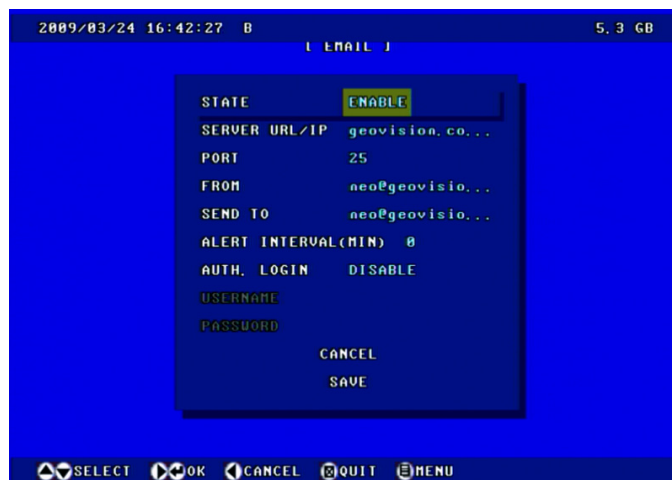 2009/03/24 16:42:27 B 5.3 GB
[ EMAIL ]
STATE ENABLE
SERVER URL/IP geovision.co...
PORT 25
FROM neo@geovisio...
SEND TO neo@geovisio...
ALERT INTERVAL(MIN) 0
AUTH. LOGIN DISABLE
USERNAME
PASSWORD
CANCEL
SAVE
SELECT OK CANCEL QUIT MENU